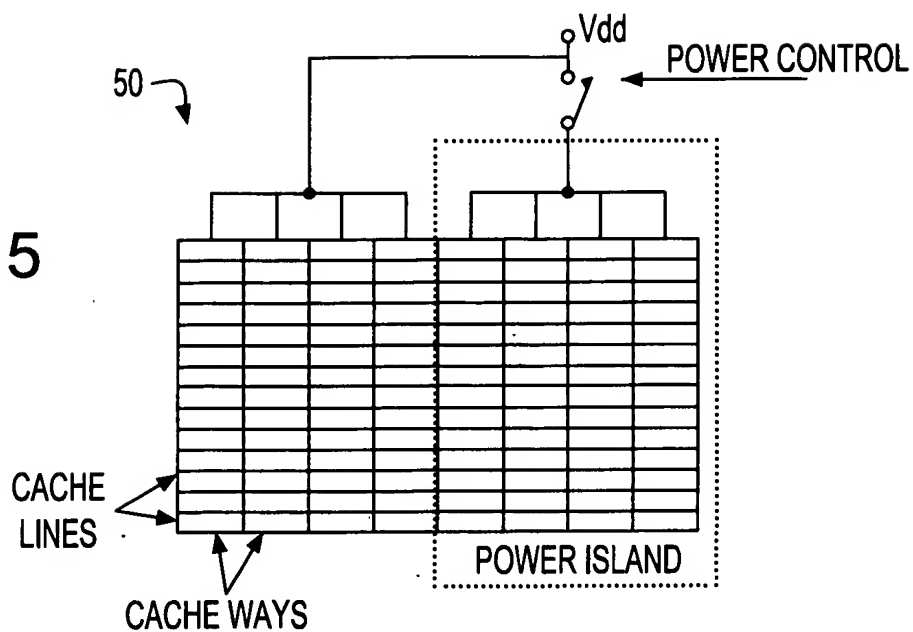 Vdd
POWER CONTROL
50
5
CACHE
LINES
POWER ISLAND
CACHE WAYS